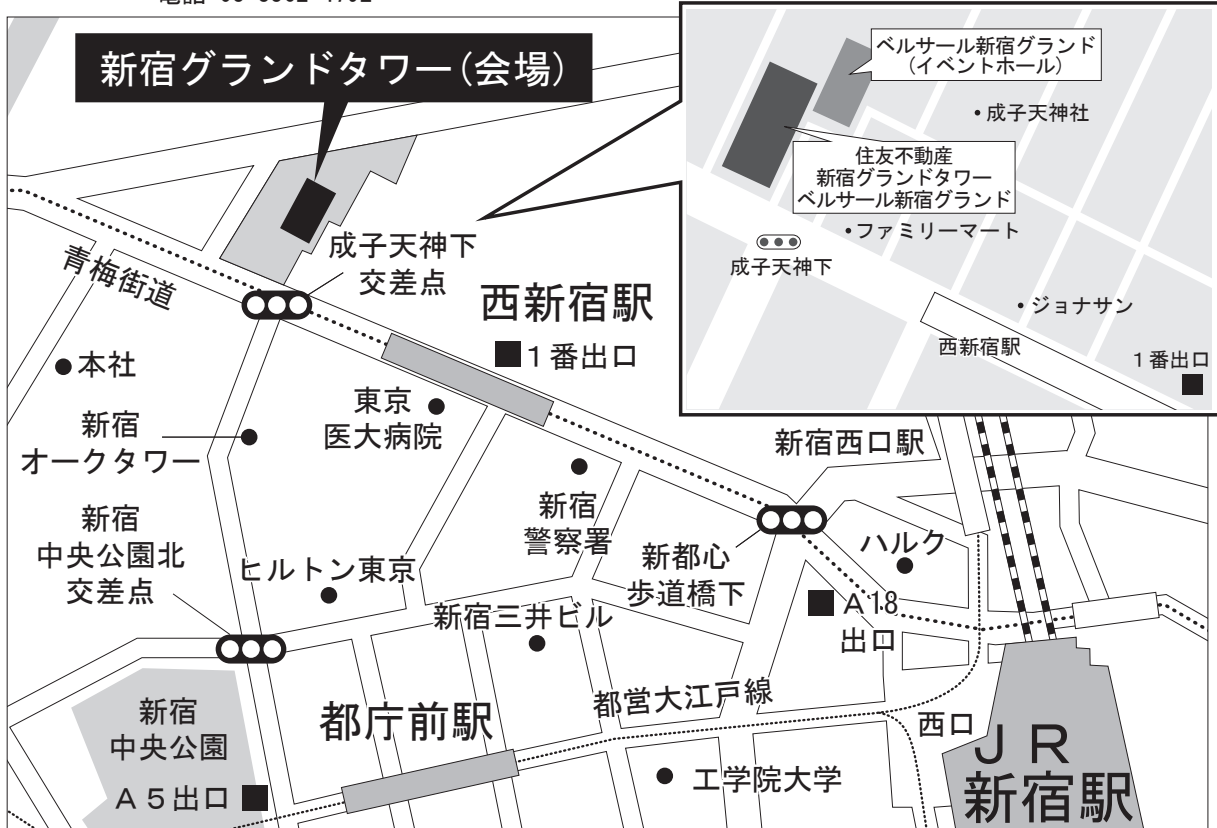 新宿グランドタワー(会場)
ベルサール新宿グランド
(イベントホール)
・成子天神社
住友不動産
新宿グランドタワー
ベルサール新宿グランド
・ファミリーマート
成子天神下
・ジョナサン
西新宿駅
1番出口
青梅街道
成子天神下
交差点
西新宿駅
■1番出口
●本社
東京
医大病院
新宿
オークタワー
新宿西口駅
新宿
中央公園北
交差点
新宿
警察署
新都心
歩道橋下
ハルク
ヒルトン東京
■A18
出口
新宿三井ビル
都営大江戸線
新宿
中央公園
都庁前駅
西口
JR
新宿駅
A5出口■
●工学院大学